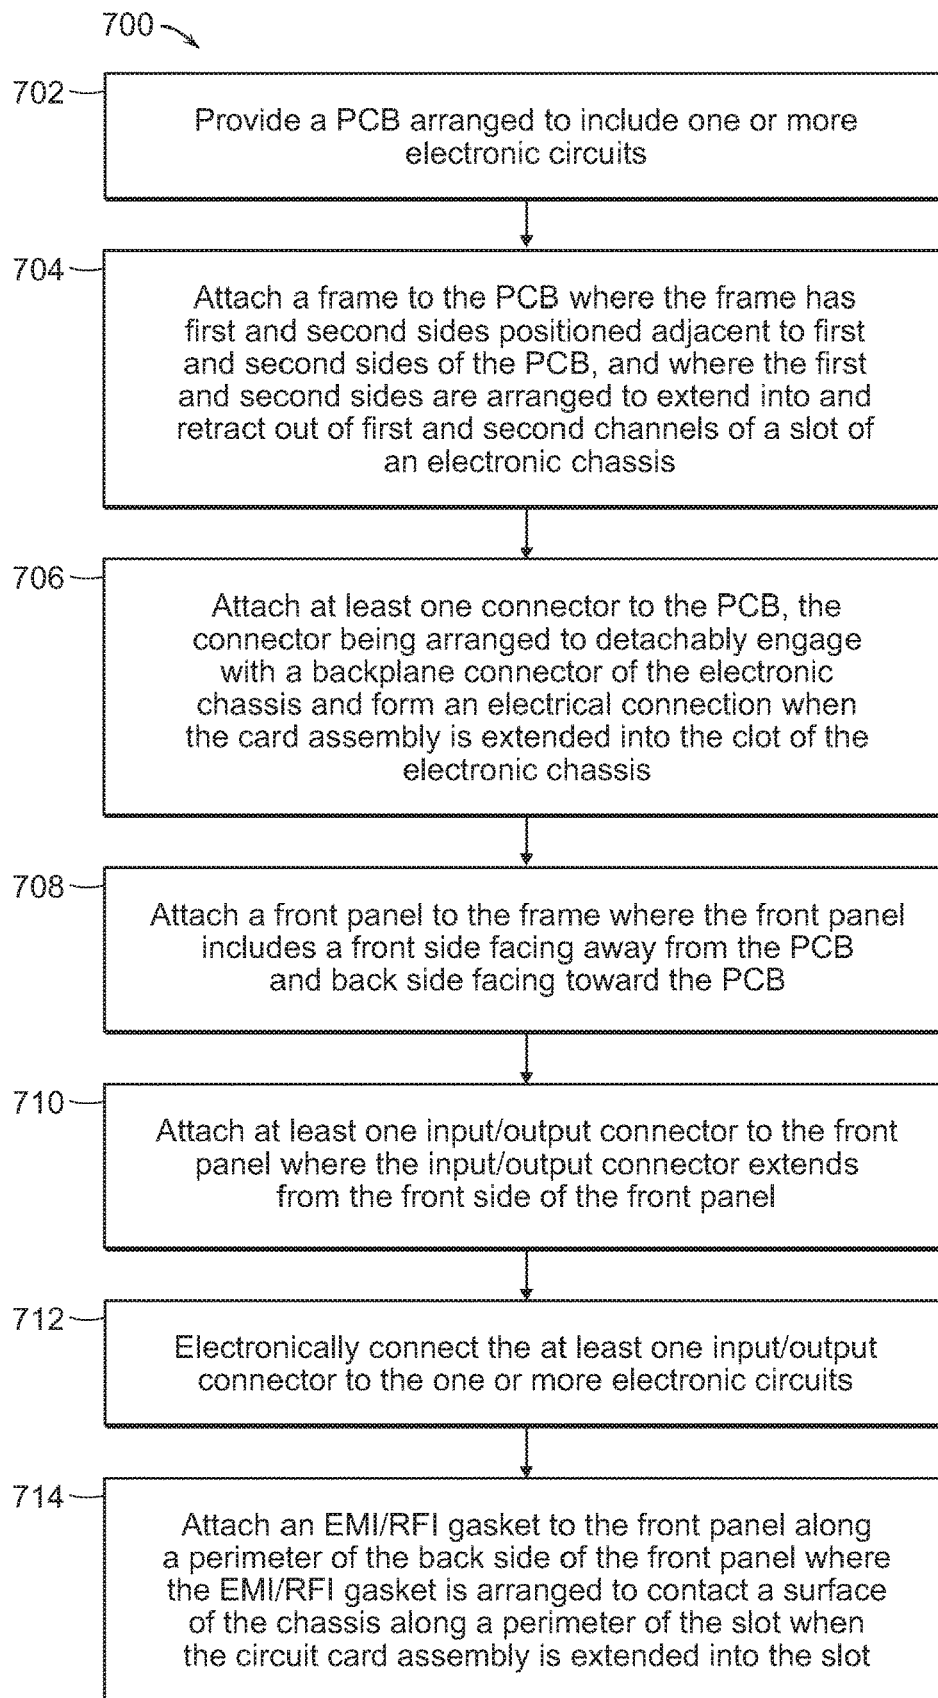 700
702
Provide a PCB arranged to include one or more
electronic circuits
704
Attach a frame to the PCB where the frame has
first and second sides positioned adjacent to first
and second sides of the PCB, and where the first
and second sides are arranged to extend into and
retract out of first and second channels of a slot of
an electronic chassis
706
Attach at least one connector to the PCB, the
connector being arranged to detachably engage
with a backplane connector of the electronic
chassis and form an electrical connection when
the card assembly is extended into the clot of the
electronic chassis
708
Attach a front panel to the frame where the front panel
includes a front side facing away from the PCB
and back side facing toward the PCB
710
Attach at least one input/output connector to the front
panel where the input/output connector extends
from the front side of the front panel
712
Electronically connect the at least one input/output
connector to the one or more electronic circuits
714
Attach an EMI/RFI gasket to the front panel along
a perimeter of the back side of the front panel where
the EMI/RFI gasket is arranged to contact a surface
of the chassis along a perimeter of the slot when
the circuit card assembly is extended into the slot